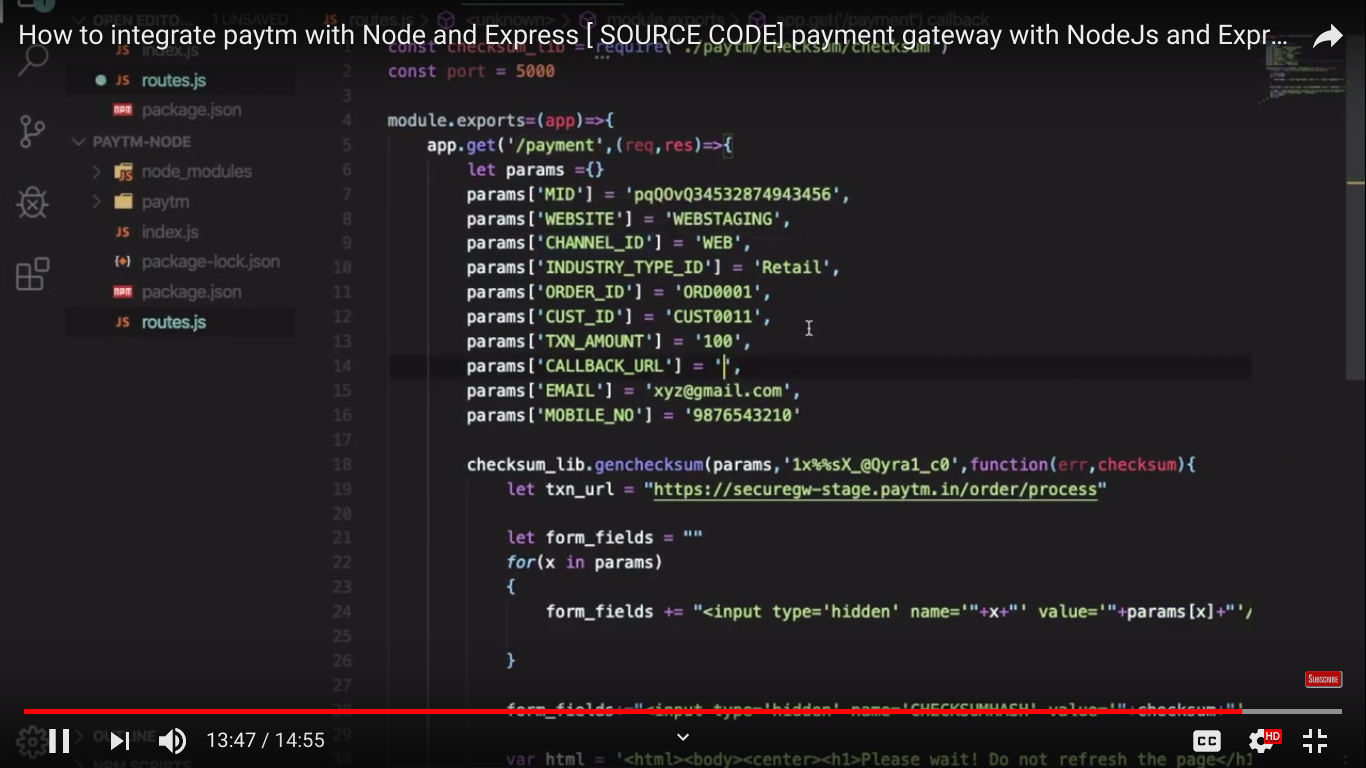 How to integrate paytm with Node and Express [ SOURCE CODE] payment gateway with NodeJs and Expr...
OPEN EDITO... 1 UNSAVED
JS routes.js > <unknown> > module.exports > app.get('/payment') callback
JS index.js
JS routes.js
package.json
PAYTM-NODE
node_modules
paytm
JS index.js
package-lock.json
package.json
JS routes.js
OUTLINE
NPM SCRIPTS
const checksum_lib = require('./paytm/checksum/checksum')
2 const port = 5000
3
4 module.exports=(app)=>{
5 app.get('/payment',(req,res)=>{
6 let params ={}
7 params['MID'] = 'pqQOvQ34532874943456',
8 params['WEBSITE'] = 'WEBSTAGING',
9 params['CHANNEL_ID'] = 'WEB',
10 params['INDUSTRY_TYPE_ID'] = 'Retail',
11 params['ORDER_ID'] = 'ORD0001',
12 params['CUST_ID'] = 'CUST0011',
13 params['TXN_AMOUNT'] = '100',
14 params['CALLBACK_URL'] = '',
15 params['EMAIL'] = 'xyz@gmail.com',
16 params['MOBILE_NO'] = '9876543210'
17
18 checksum_lib.genchecksum(params,'1x%%sX_@Qyra1_c0',function(err,checksum){
19 let txn_url = "https://securegw-stage.paytm.in/order/process"
20
21 let form_fields = ""
22 for(x in params)
23 {
24 form_fields += "<input type='hidden' name='"+x+"' value='"+params[x]+"'/
25
26 }
27
28 form_fields+="<input type='hidden' name='CHECKSUMHASH' value='"+checksum+"'
29
30 var html = '<html><body><center><h1>Please wait! Do not refresh the page</h1
SUBSCRIBE
13:47 / 14:55
CC
HD